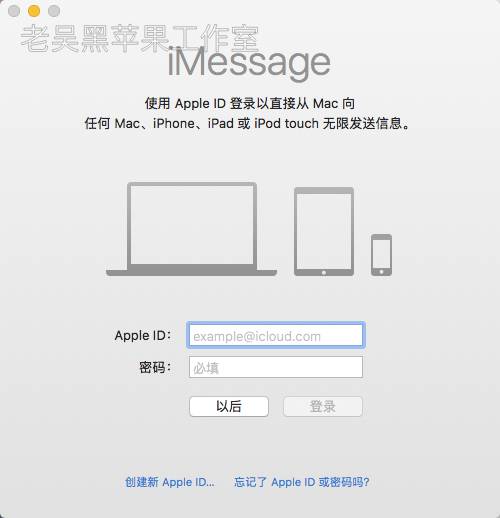 老吴黑苹果工作室
iMessage
使用 Apple ID 登录以直接从 Mac 向
任何 Mac、iPhone、iPad 或 iPod touch 无限发送信息。
Apple ID：
example@icloud.com
密码：
必填
以后
登录
创建新 Apple ID...
忘记了 Apple ID 或密码吗?